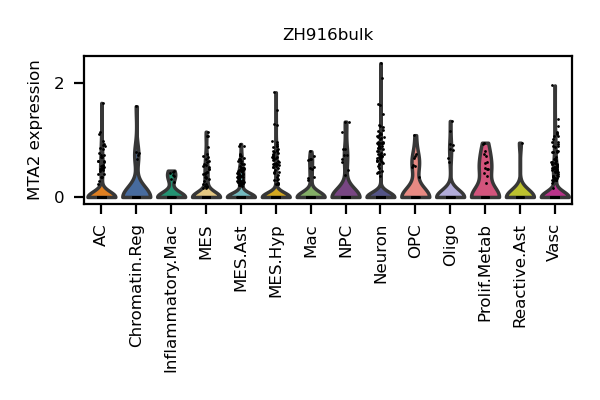 ZH916bulk
MTA2 expression
2
0
AC
Chromatin.Reg
Inflammatory.Mac
MES
MES.Ast
MES.Hyp
Mac
NPC
Neuron
OPC
Oligo
Prolif.Metab
Reactive.Ast
Vasc